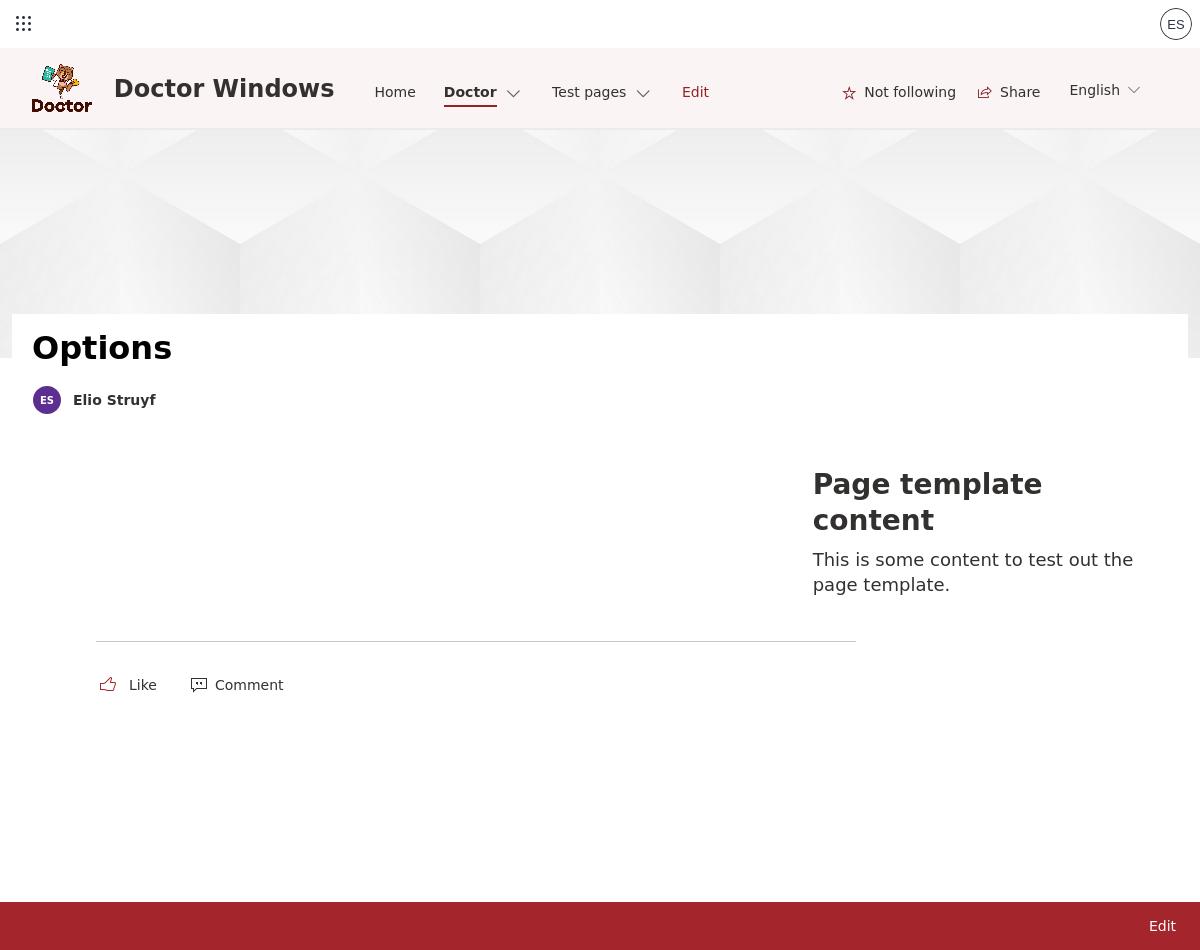 ES
Doctor
Doctor Windows
Home
Doctor
Test pages
Edit
Not following
Share
English
Options
ES
Elio Struyf
Page template
content
This is some content to test out the
page template.
Like
Comment
Edit